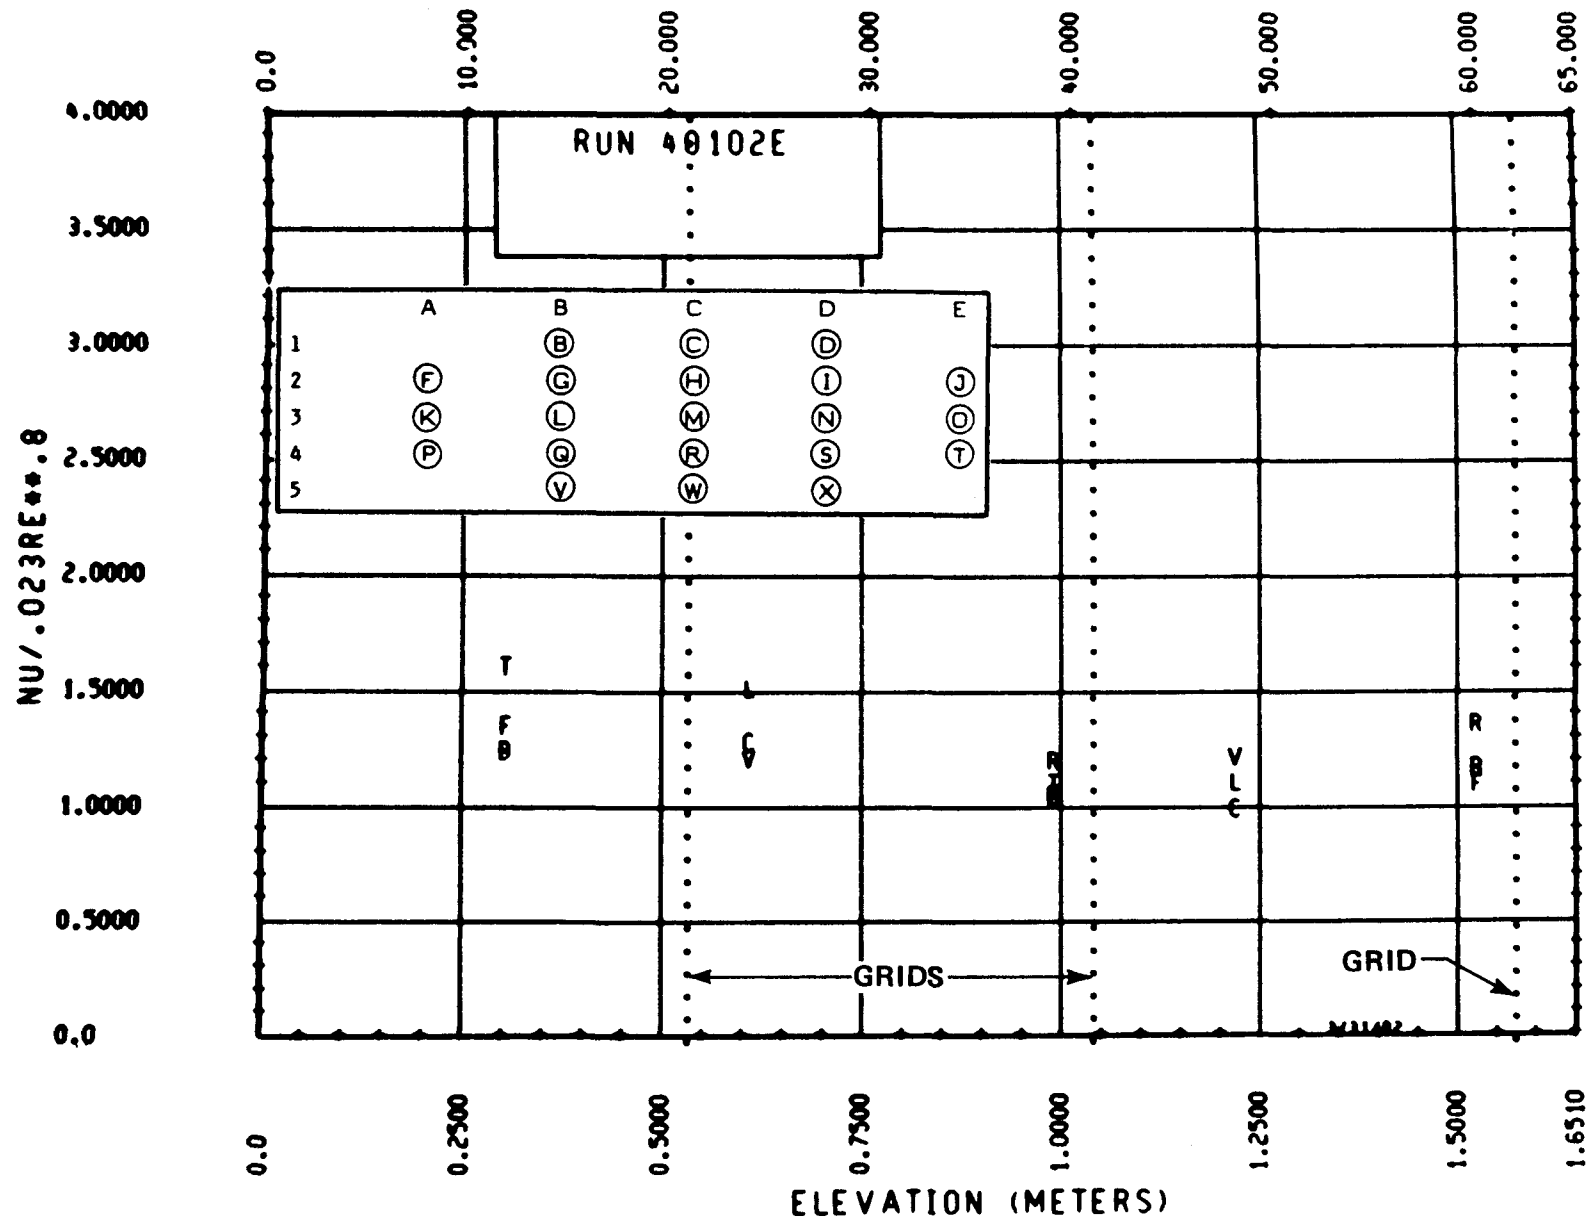 0.0 10.000 20.000 30.000 40.000 50.000 60.000 65.000
4.0000
RUN 40102E
3.5000
A B C D E
3.0000
1 B C D
2 F G H I J
3 K L M N O
4 P Q R S T
2.5000
5 V W X
NU/.023RE**.8
2.0000
T
1.5000
L
F
R
B
C
V
R
V
B
L
1.0000
C
0.5000
GRIDS
GRID
0.0
0.0 0.2500 0.5000 0.7500 1.0000 1.2500 1.5000 1.6510
ELEVATION (METERS)